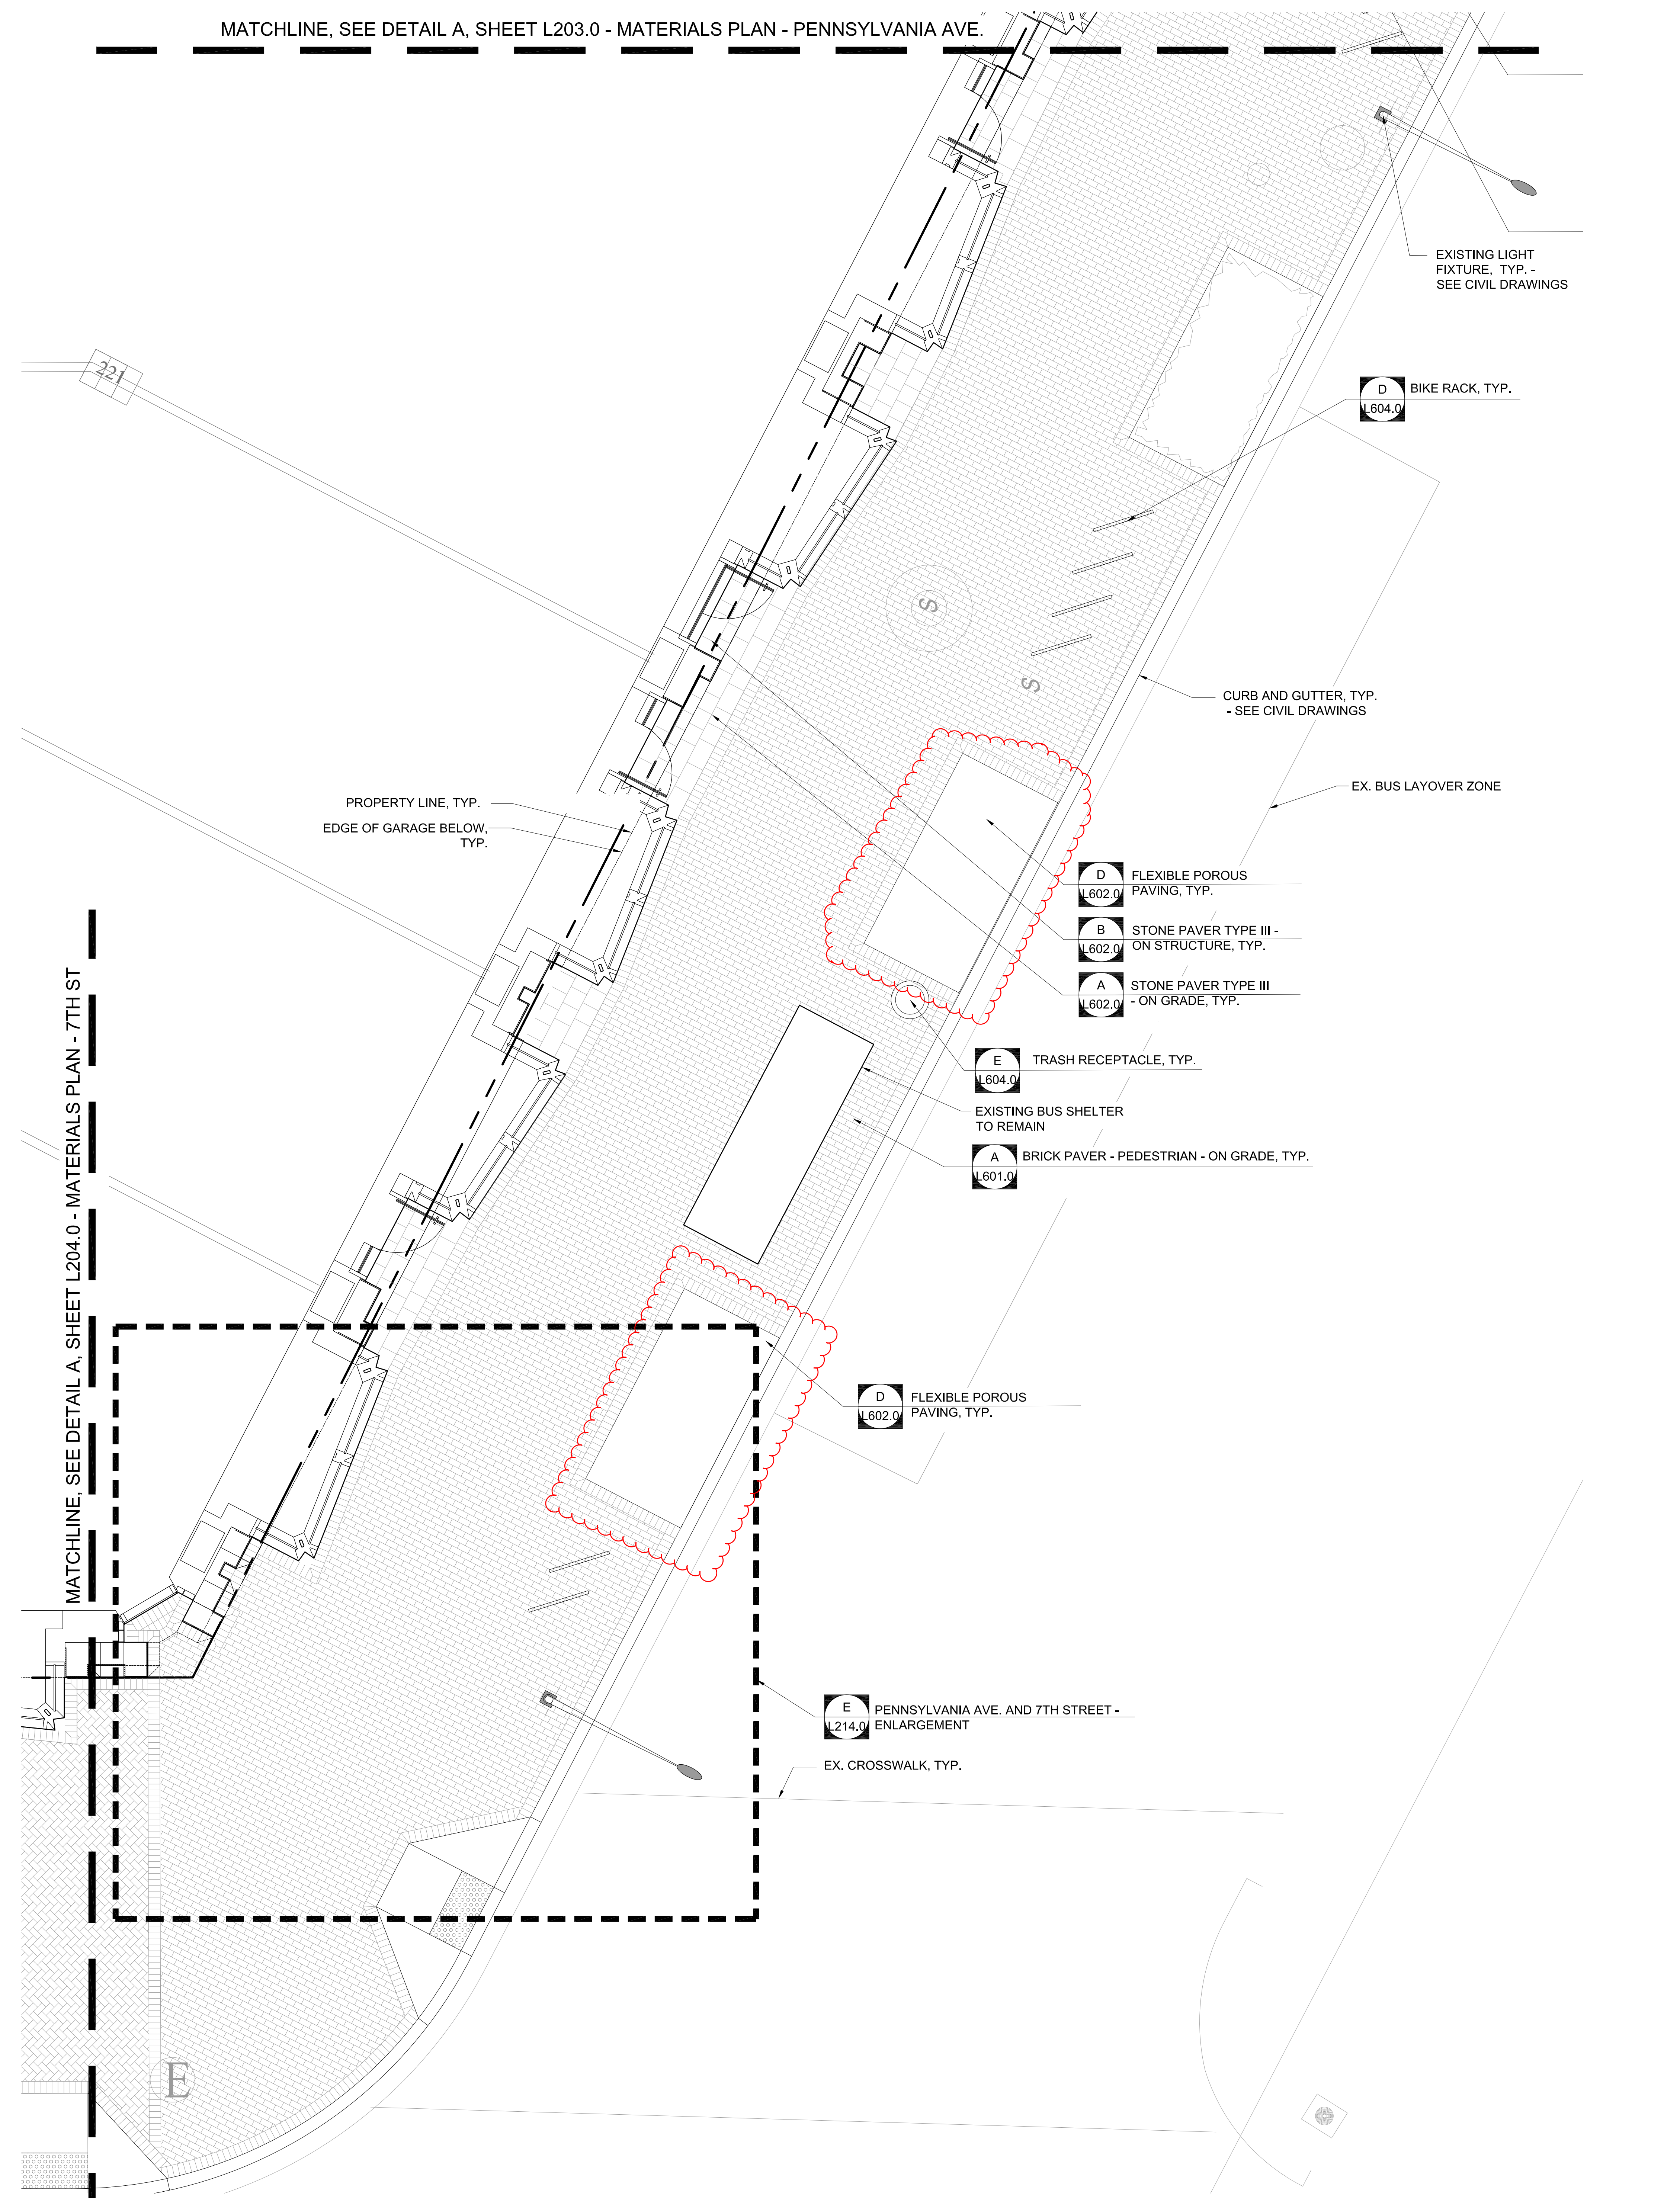 MATCHLINE, SEE DETAIL A, SHEET L203.0 - MATERIALS PLAN - PENNSYLVANIA AVE.
EXISTING LIGHT
FIXTURE, TYP. -
SEE CIVIL DRAWINGS
221
D
L604.0
BIKE RACK, TYP.
S
S
CURB AND GUTTER, TYP.
- SEE CIVIL DRAWINGS
EX. BUS LAYOVER ZONE
PROPERTY LINE, TYP.
EDGE OF GARAGE BELOW,
TYP.
D
L602.0
FLEXIBLE POROUS
PAVING, TYP.
B
L602.0
STONE PAVER TYPE III -
ON STRUCTURE, TYP.
A
L602.0
STONE PAVER TYPE III
- ON GRADE, TYP.
E
L604.0
TRASH RECEPTACLE, TYP.
EXISTING BUS SHELTER
TO REMAIN
A
L601.0
BRICK PAVER - PEDESTRIAN - ON GRADE, TYP.
MATCHLINE, SEE DETAIL A, SHEET L204.0 - MATERIALS PLAN - 7TH ST
D
L602.0
FLEXIBLE POROUS
PAVING, TYP.
E
L214.0
PENNSYLVANIA AVE. AND 7TH STREET -
ENLARGEMENT
EX. CROSSWALK, TYP.
E